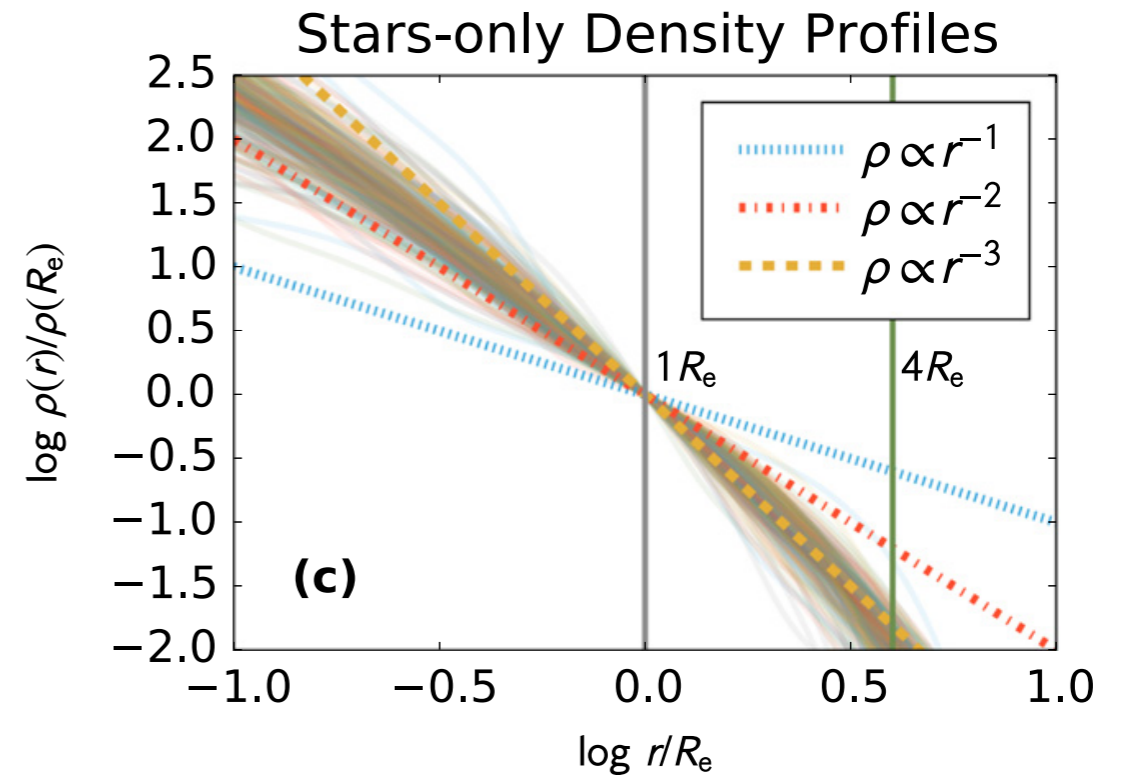 Stars-only Density Profiles
2.5
2.0
1.5
1.0
0.5
0.0
−0.5
−1.0
−1.5
−2.0
log ρ(r)/ρ(Rₑ)
ρ ∝ r⁻¹
ρ ∝ r⁻²
ρ ∝ r⁻³
1Rₑ
4Rₑ
(c)
−1.0 −0.5 0.0 0.5 1.0
log r/Rₑ